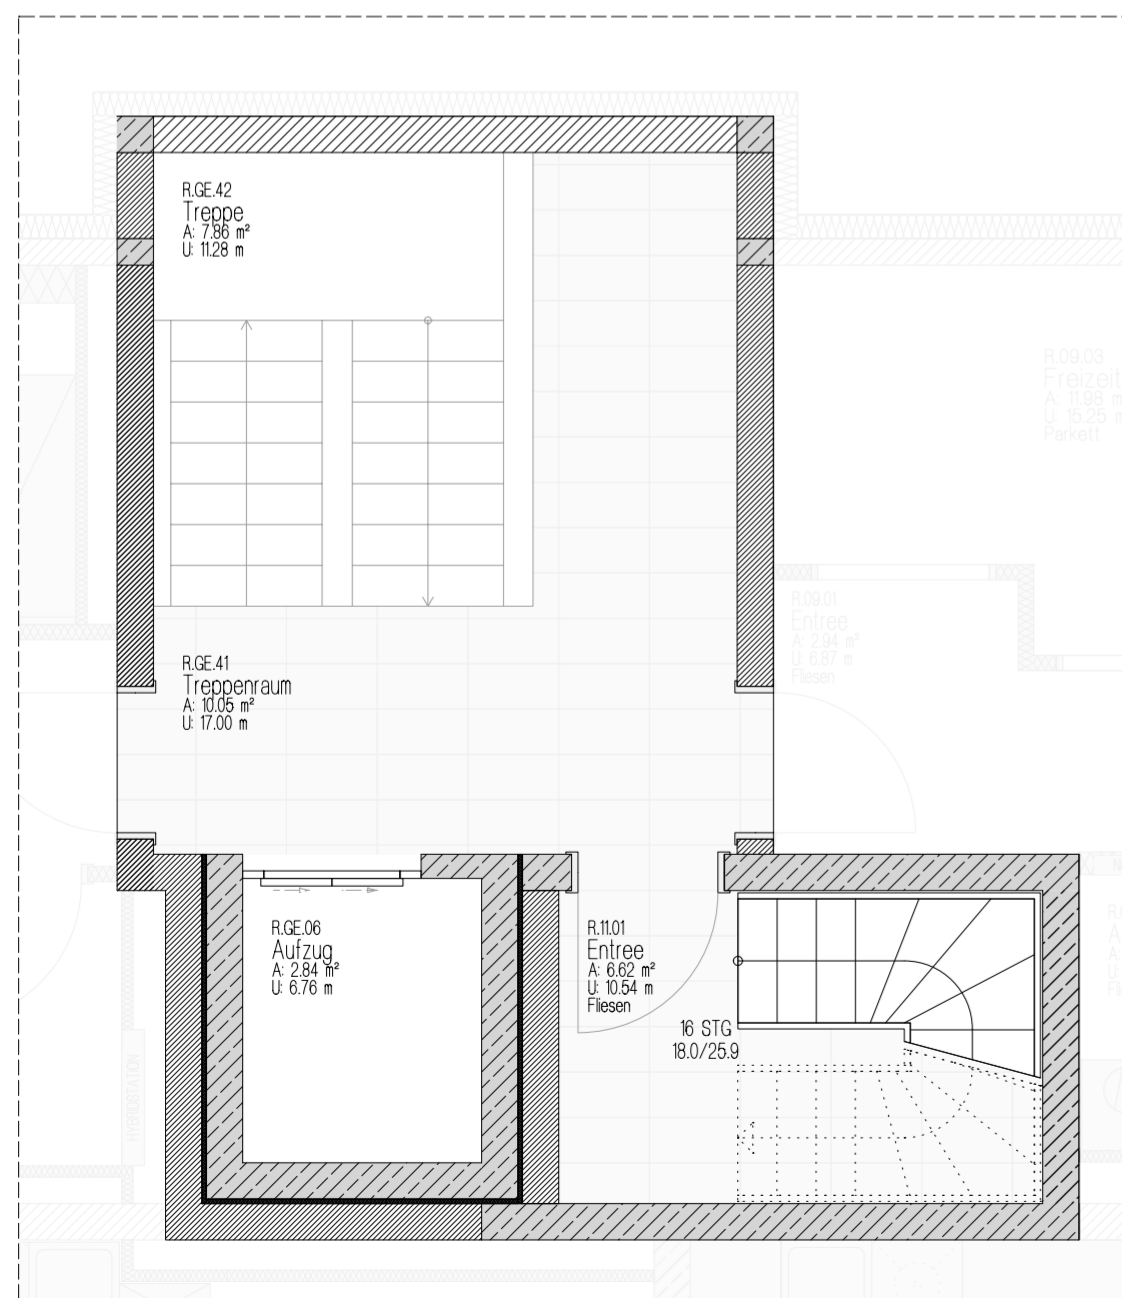 R.GE.42
Treppe
A: 7.86 m²
U: 11.28 m
R.09.03
Freizeit
A: 11.98 m
U: 15.25 m
Parkett
R.09.01
Entree
A: 2.94 m²
U: 6.87 m
Fliesen
R.GE.41
Treppenraum
A: 10.05 m²
U: 17.00 m
R.GE.06
Aufzug
A: 2.84 m²
U: 6.76 m
R.11.01
Entree
A: 6.62 m²
U: 10.54 m
Fliesen
16 STG
18.0/25.9
HYBRIDSTATION